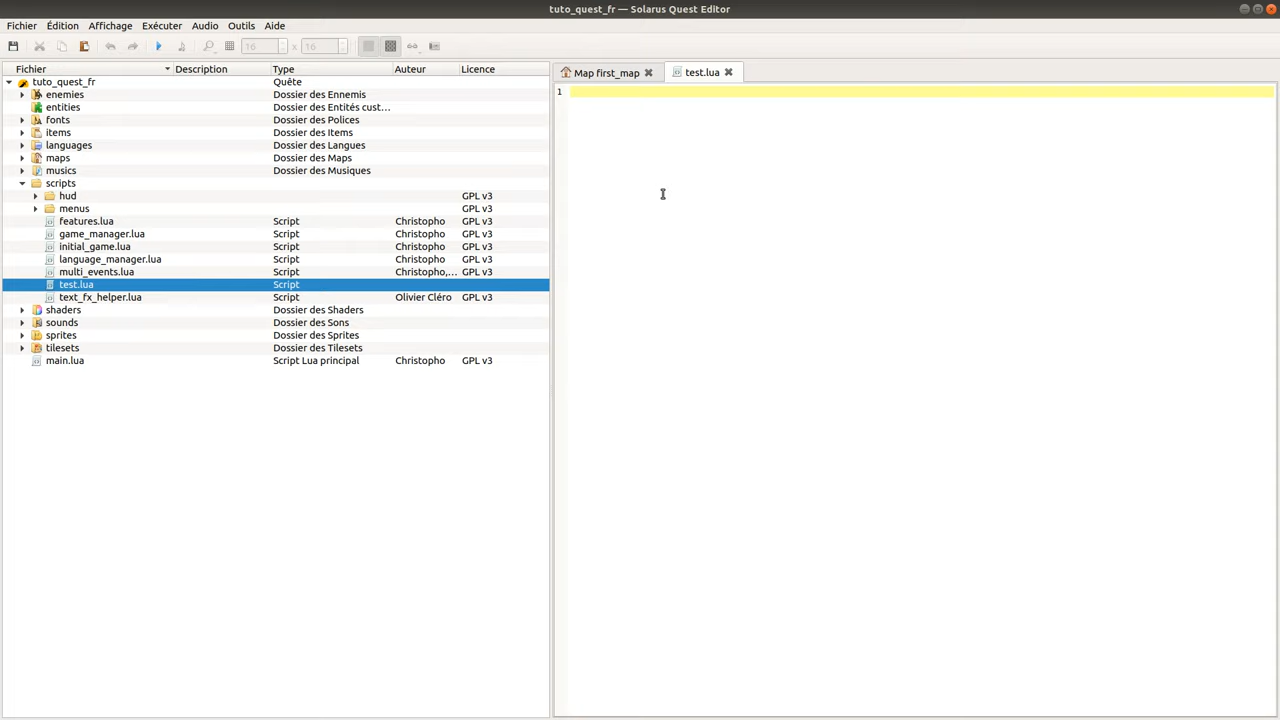 tuto_quest_fr — Solarus Quest Editor
Fichier Édition Affichage Exécuter Audio Outils Aide
16 x 16
Fichier Description Type Auteur Licence
Map first_map test.lua
tuto_quest_fr Quête
1
enemies Dossier des Ennemis
entities Dossier des Entités cust...
fonts Dossier des Polices
items Dossier des Items
languages Dossier des Langues
maps Dossier des Maps
musics Dossier des Musiques
scripts
hud GPL v3
menus GPL v3
features.lua Script Christopho GPL v3
game_manager.lua Script Christopho GPL v3
initial_game.lua Script Christopho GPL v3
language_manager.lua Script Christopho GPL v3
multi_events.lua Script Christopho,... GPL v3
test.lua Script
text_fx_helper.lua Script Olivier Cléro GPL v3
shaders Dossier des Shaders
sounds Dossier des Sons
sprites Dossier des Sprites
tilesets Dossier des Tilesets
main.lua Script Lua principal Christopho GPL v3